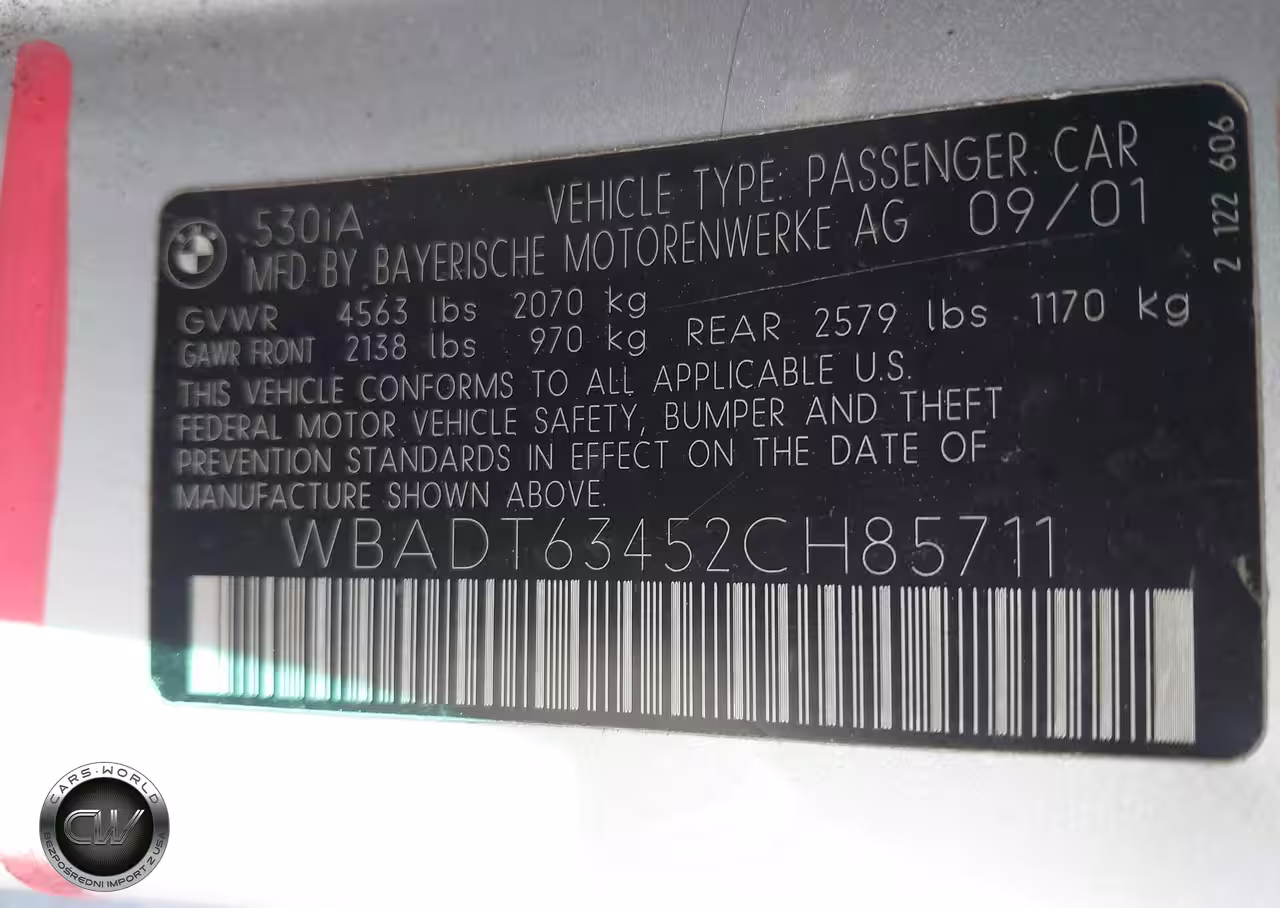 530iA VEHICLE TYPE: PASSENGER CAR
MFD BY BAYERISCHE MOTORENWERKE AG 09/01
GVWR 4563 lbs 2070 kg
GAWR FRONT 2138 lbs 970 kg REAR 2579 lbs 1170 kg
THIS VEHICLE CONFORMS TO ALL APPLICABLE U.S.
FEDERAL MOTOR VEHICLE SAFETY, BUMPER AND THEFT
PREVENTION STANDARDS IN EFFECT ON THE DATE OF
MANUFACTURE SHOWN ABOVE.
WBADT63452CH85711
2 122 606
CARS·WORLD
CW
BEZPOŚREDNI IMPORT Z USA